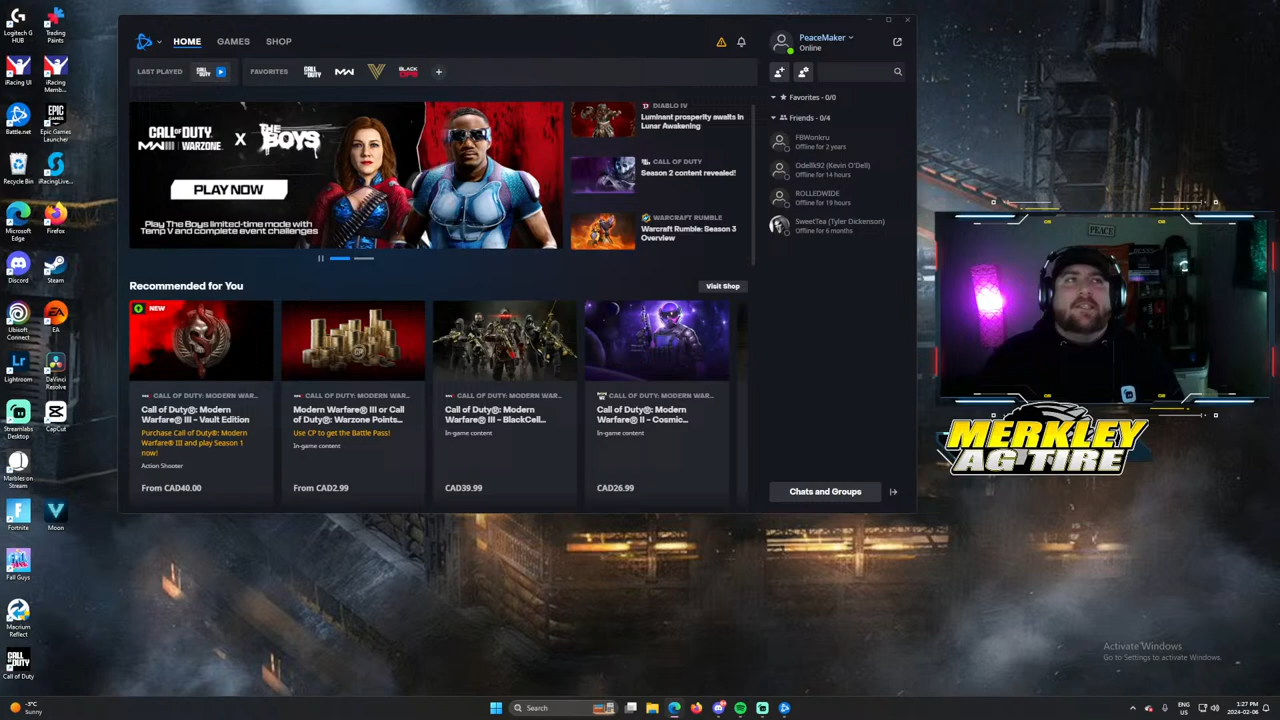 Logitech G
HUB
Trading
Paints
iRacing UI
iRacing
Memb...
Battle.net
Epic Games
Launcher
Recycle Bin
iRacingLive...
Microsoft
Edge
Firefox
Discord
Steam
Ubisoft
Connect
EA
Lightroom
DaVinci
Resolve
Streamlabs
Desktop
CapCut
Marbles on
Stream
Fortnite
Moon
Fall Guys
Macrium
Reflect
Call of Duty
HOME
GAMES
SHOP
LAST PLAYED
FAVORITES
BLACK
OPS
CALL OF DUTY
MWIII WARZONE X THE BOYS
PLAY NOW
Play The Boys limited-time mode with
Temp V and complete event challenges
DIABLO IV
Luminant prosperity awaits in
Lunar Awakening
CALL OF DUTY
Season 2 content revealed!
WARCRAFT RUMBLE
Warcraft Rumble: Season 3
Overview
Recommended for You
Visit Shop
NEW
CALL OF DUTY: MODERN WAR...
Call of Duty®: Modern
Warfare® III - Vault Edition
Purchase Call of Duty®: Modern
Warfare® III and play Season 1
now!
Action Shooter
From CAD40.00
CP
CALL OF DUTY: MODERN WAR...
Modern Warfare® III or Call
of Duty®: Warzone Points...
Use CP to get the Battle Pass!
In-game content
From CAD2.99
CALL OF DUTY: MODERN WAR...
Call of Duty®: Modern
Warfare® III - BlackCell...
In-game content
CAD39.99
CALL OF DUTY: MODERN WAR...
Call of Duty®: Modern
Warfare® II - Cosmic...
In-game content
CAD26.99
PeaceMaker
Online
Favorites - 0/0
Friends - 0/4
FBWonkru
Offline for 2 years
Odellk92 (Kevin O'Dell)
Offline for 14 hours
ROLLEDWIDE
Offline for 19 hours
SweetTea (Tyler Dickenson)
Offline for 6 months
Chats and Groups
PEACE
MERKLEY
AG TIRE
Activate Windows
Go to Settings to activate Windows.
-3°C
Sunny
Search
ENG
US
1:27 PM
2024-02-06